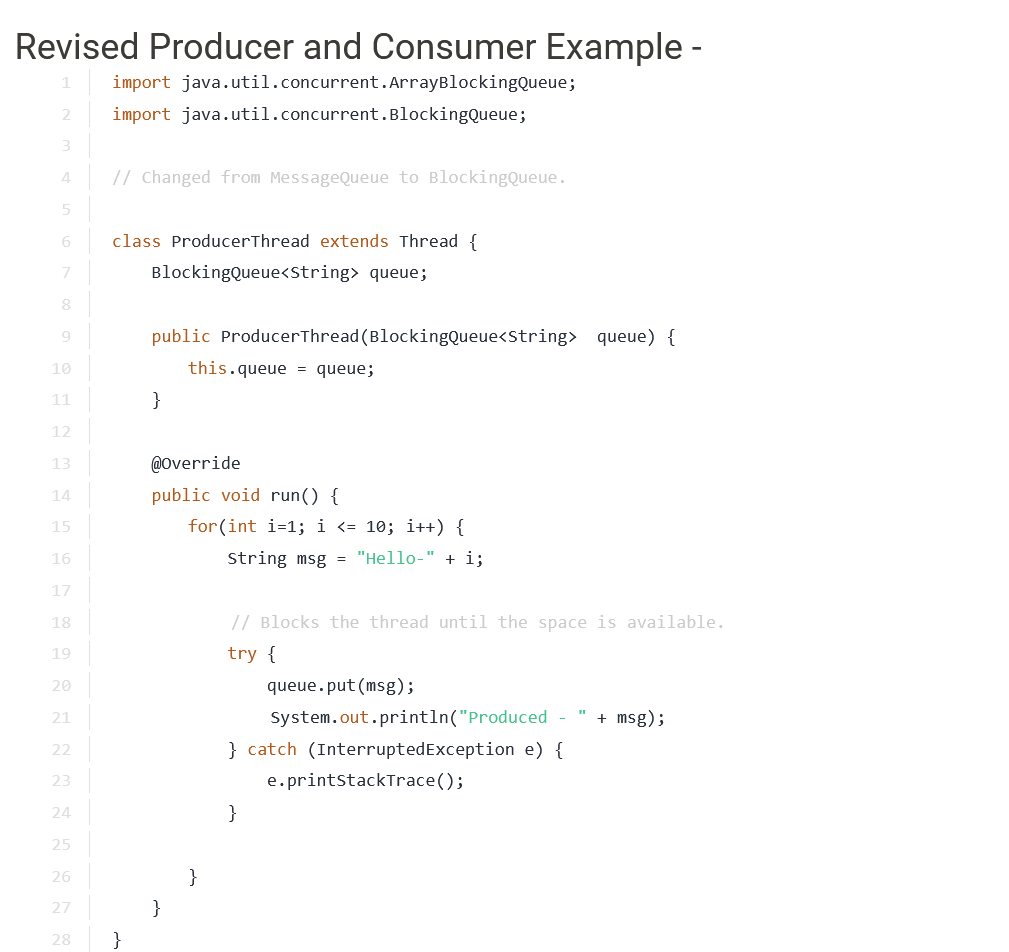 Revised Producer and Consumer Example -
1 import java.util.concurrent.ArrayBlockingQueue;
2 import java.util.concurrent.BlockingQueue;
3
4 // Changed from MessageQueue to BlockingQueue.
5
6 class ProducerThread extends Thread {
7     BlockingQueue<String> queue;
8
9     public ProducerThread(BlockingQueue<String>  queue) {
10         this.queue = queue;
11     }
12
13     @Override
14     public void run() {
15         for(int i=1; i <= 10; i++) {
16             String msg = "Hello-" + i;
17
18             // Blocks the thread until the space is available.
19             try {
20                 queue.put(msg);
21                 System.out.println("Produced - " + msg);
22             } catch (InterruptedException e) {
23                 e.printStackTrace();
24             }
25
26         }
27     }
28 }